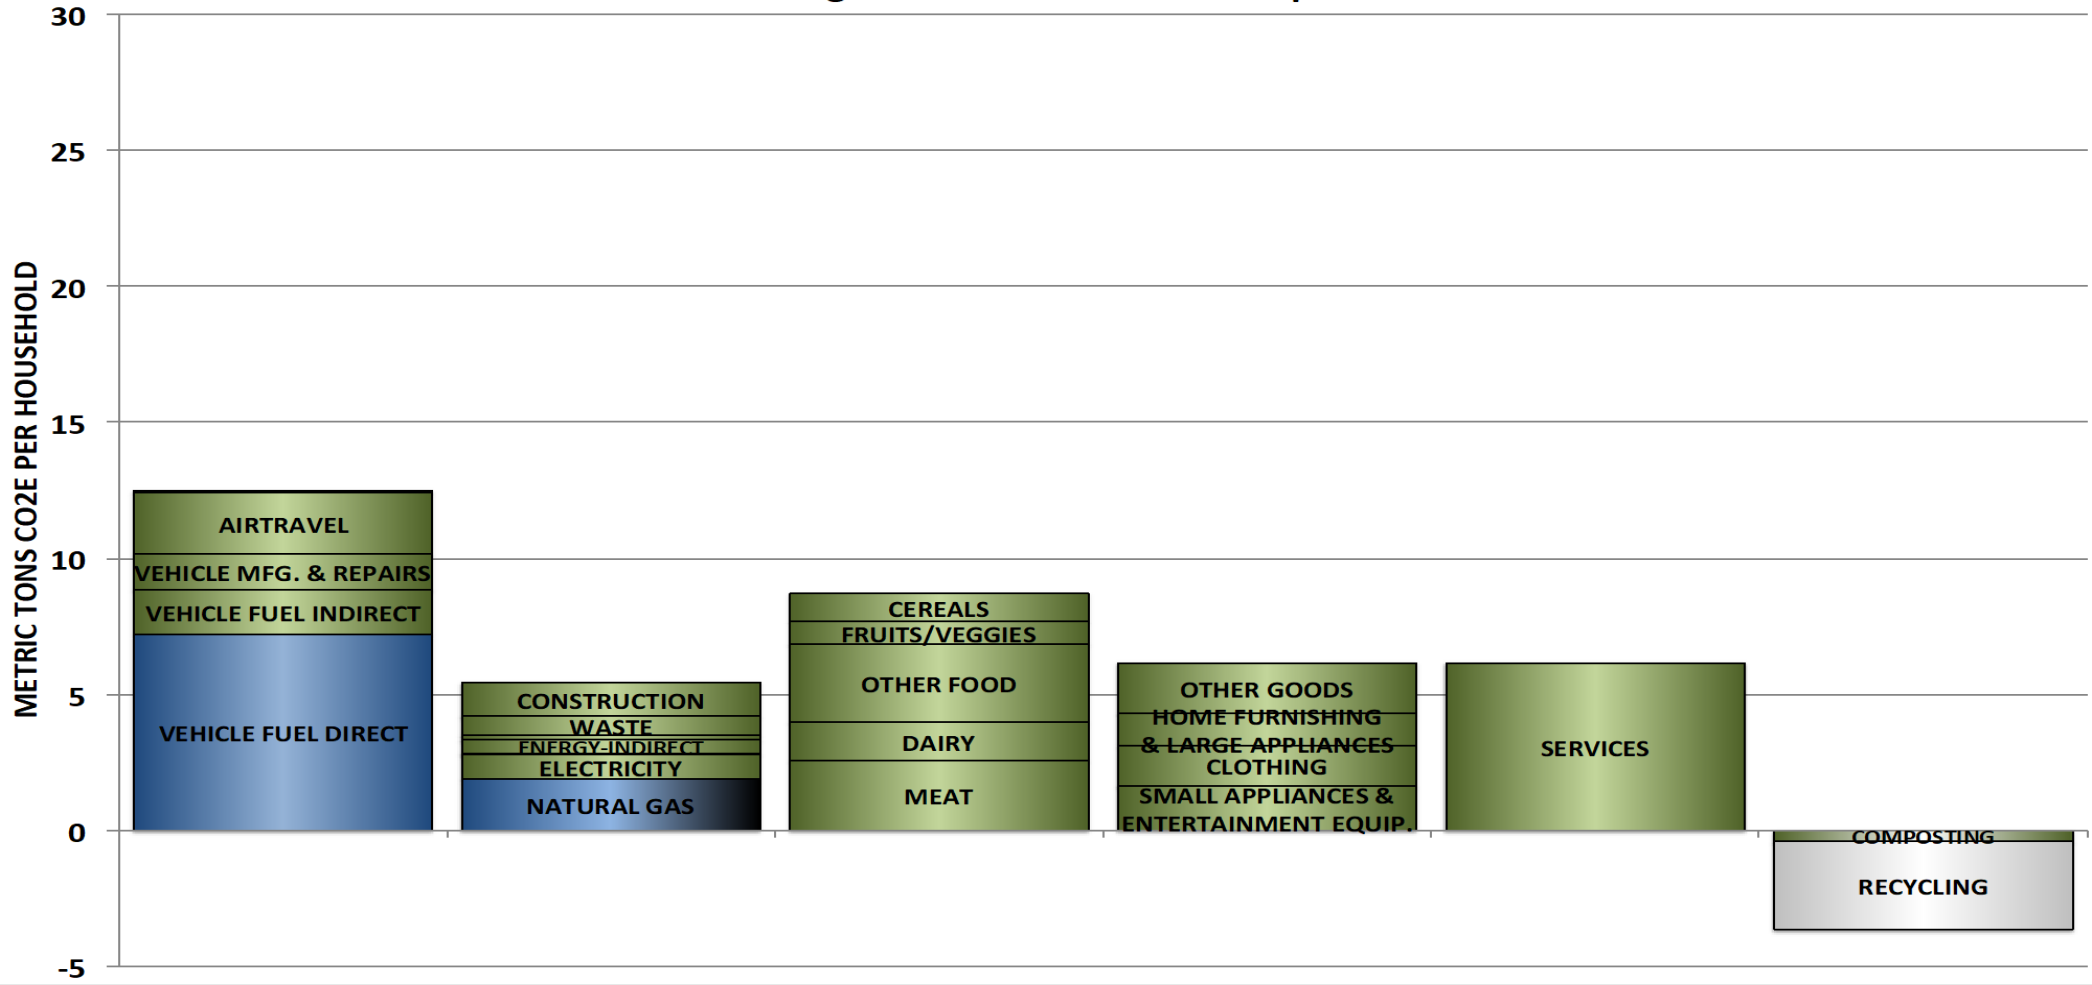 30
25
20
15
10
5
0
-5
METRIC TONS CO2E PER HOUSEHOLD
AIRTRAVEL
VEHICLE MFG. & REPAIRS
VEHICLE FUEL INDIRECT
VEHICLE FUEL DIRECT
CONSTRUCTION
WASTE
ENERGY-INDIRECT
ELECTRICITY
NATURAL GAS
CEREALS
FRUITS/VEGGIES
OTHER FOOD
DAIRY
MEAT
OTHER GOODS
HOME FURNISHING
& LARGE APPLIANCES
CLOTHING
SMALL APPLIANCES &
ENTERTAINMENT EQUIP.
SERVICES
COMPOSTING
RECYCLING